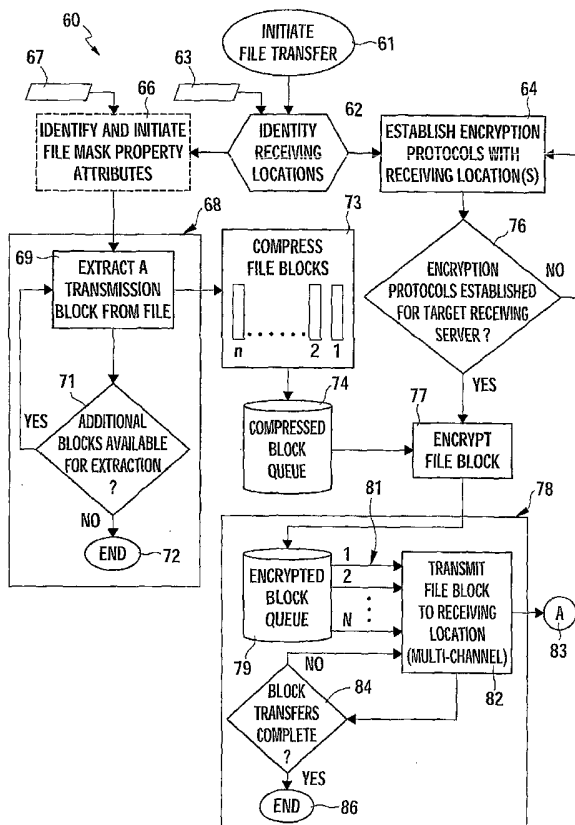 60
INITIATE
FILE TRANSFER
61
67
63
66
62
64
IDENTIFY AND INITIATE
FILE MASK PROPERTY
ATTRIBUTES
IDENTITY
RECEIVING
LOCATIONS
ESTABLISH ENCRYPTION
PROTOCOLS WITH
RECEIVING LOCATION(S)
68
73
76
69
EXTRACT A
TRANSMISSION
BLOCK FROM FILE
COMPRESS
FILE BLOCKS
n
2
1
ENCRYPTION
PROTOCOLS ESTABLISHED
FOR TARGET RECEIVING
SERVER ?
NO
YES
71
YES
ADDITIONAL
BLOCKS AVAILABLE
FOR EXTRACTION
?
NO
END
72
74
COMPRESSED
BLOCK
QUEUE
77
ENCRYPT
FILE BLOCK
78
81
ENCRYPTED
BLOCK
QUEUE
79
1
2
N
TRANSMIT
FILE BLOCK
TO RECEIVING
LOCATION
(MULTI-CHANNEL)
82
A
83
NO
84
BLOCK
TRANSFERS
COMPLETE
?
YES
END
86